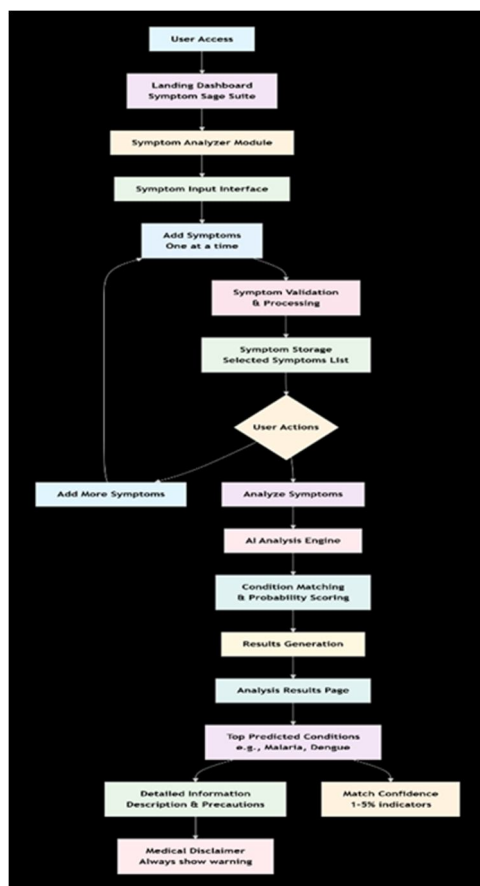 User Access
Landing Dashboard
Symptom Sage Suite
Symptom Analyzer Module
Symptom Input Interface
Add Symptoms
One at a time
Symptom Validation
& Processing
Symptom Storage
Selected Symptoms List
User Actions
Add More Symptoms
Analyze Symptoms
AI Analysis Engine
Condition Matching
& Probability Scoring
Results Generation
Analysis Results Page
Top Predicted Conditions
e.g., Malaria, Dengue
Detailed Information
Description & Precautions
Match Confidence
1-5% indicators
Medical Disclaimer
Always show warning